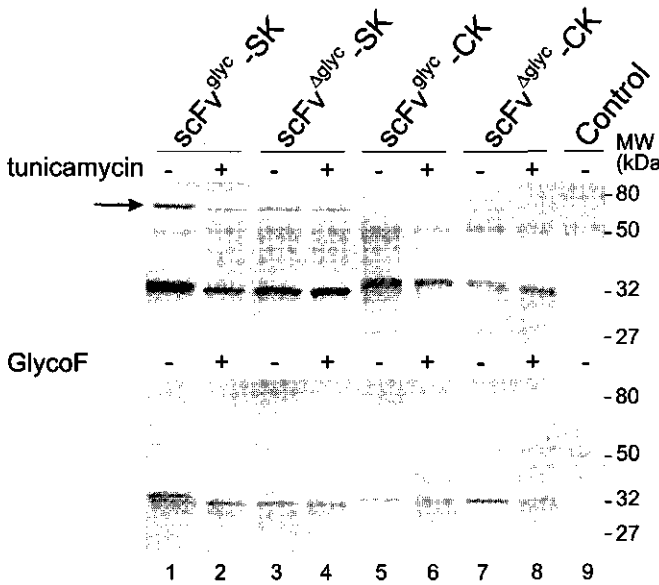 scFv^glyc -SK scFv^Δglyc -SK scFv^glyc -CK scFv^Δglyc -CK Control
MW
(kDa)
tunicamycin - + - + - + - + -
- 80
- 50
- 32
- 27
GlycoF - + - + - + - + -
- 80
- 50
- 32
- 27
1 2 3 4 5 6 7 8 9